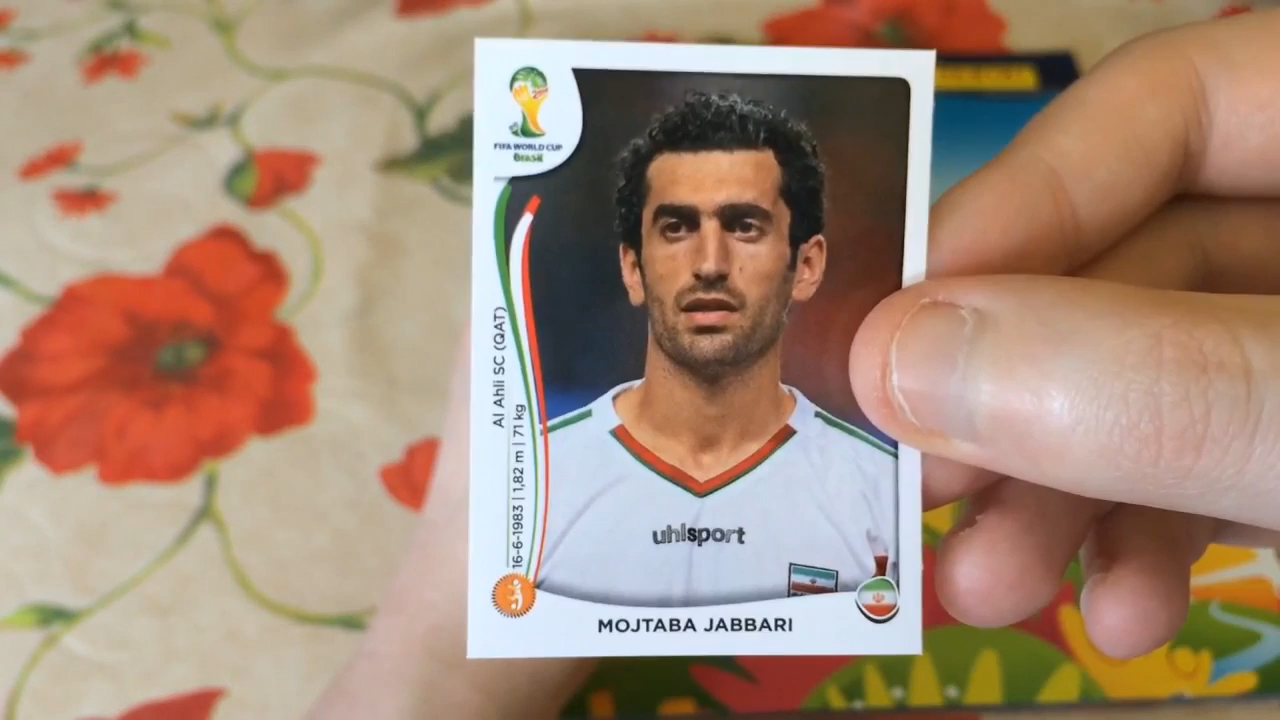 FIFA WORLD CUP
Brasil
Al Ahli SC (QAT)
16-6-1983 | 1,82 m | 71 kg
uhlsport
MOJTABA JABBARI